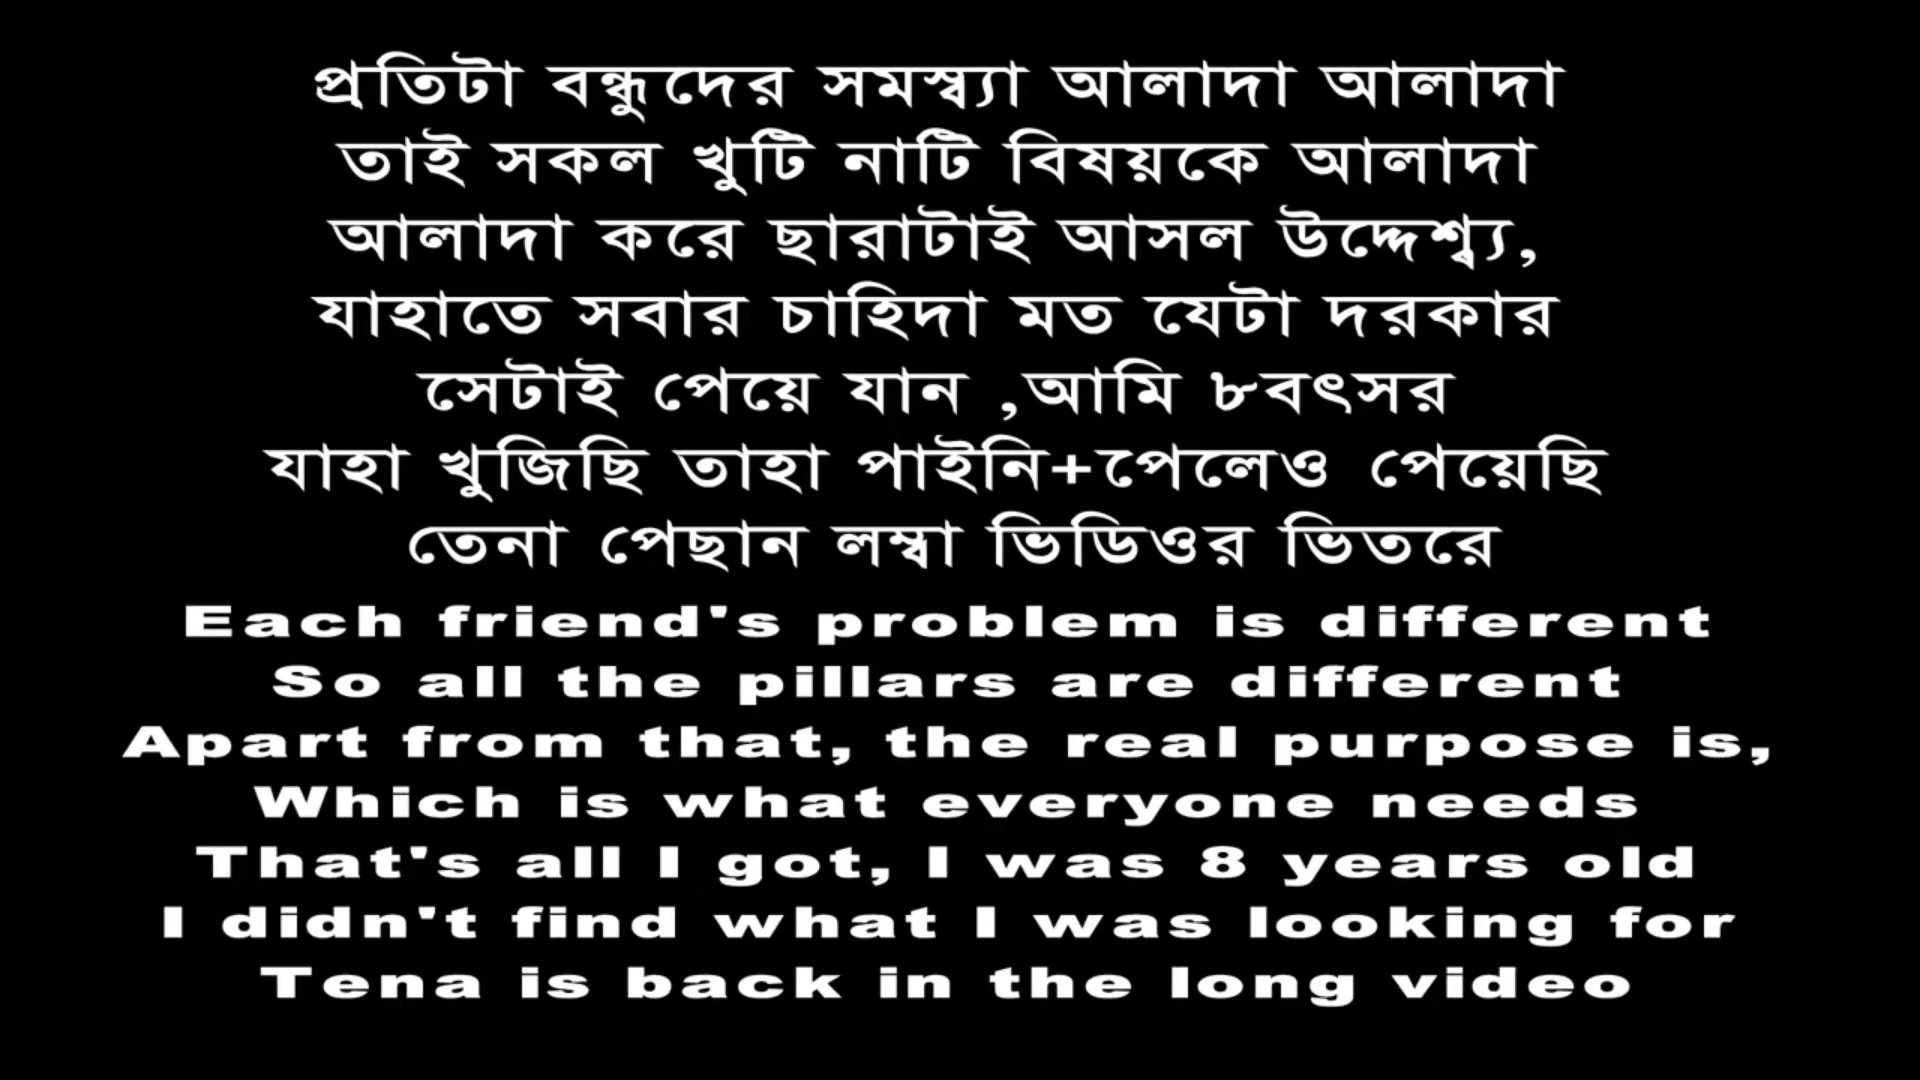 প্রতিটা বন্ধুদের সমস্ব্যা আলাদা আলাদা
তাই সকল খুটি নাটি বিষয়কে আলাদা
আলাদা করে ছারাটাই আসল উদ্দেশ্ব্য,
যাহাতে সবার চাহিদা মত যেটা দরকার
সেটাই পেয়ে যান ,আমি ৮বৎসর
যাহা খুজিছি তাহা পাইনি+পেলেও পেয়েছি
তেনা পেছান লম্বা ভিডিওর ভিতরে
Each friend's problem is different
So all the pillars are different
Apart from that, the real purpose is,
Which is what everyone needs
That's all I got, I was 8 years old
I didn't find what I was looking for
Tena is back in the long video